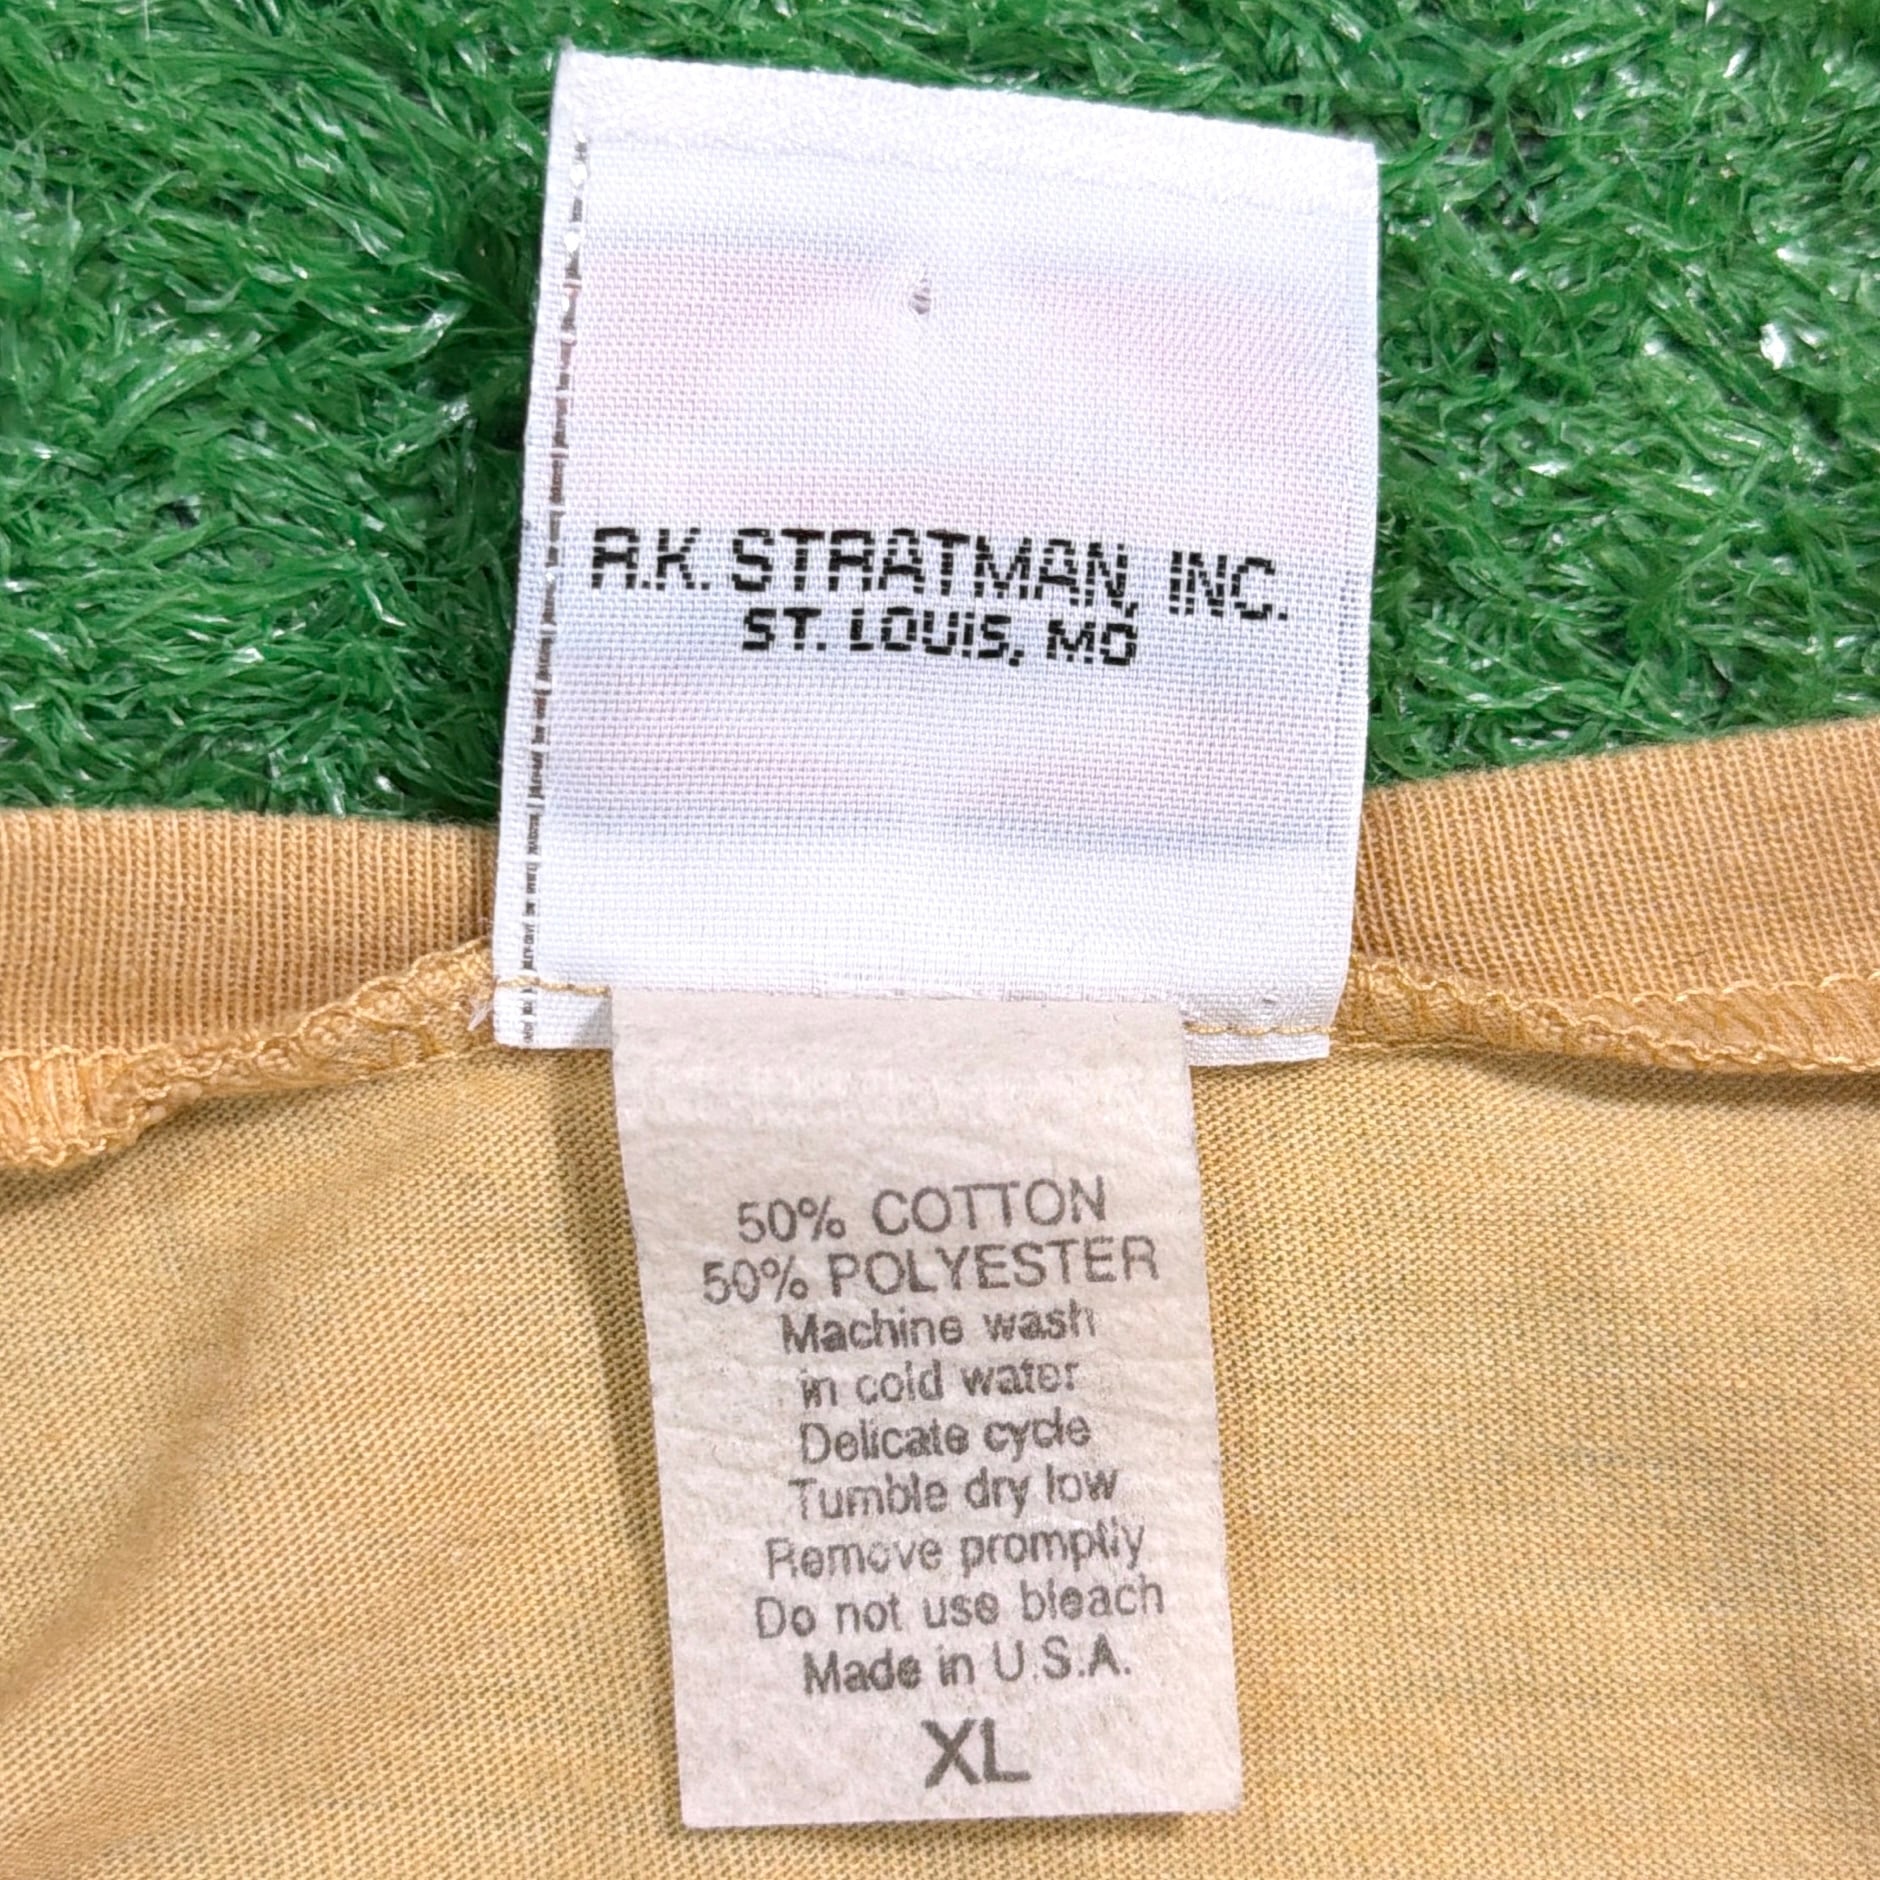 R.K. STRATMAN, INC.
ST. LOUIS, MO
50% COTTON
50% POLYESTER
Machine wash
in cold water
Delicate cycle
Tumble dry low
Remove promptly
Do not use bleach
Made in U.S.A.
XL